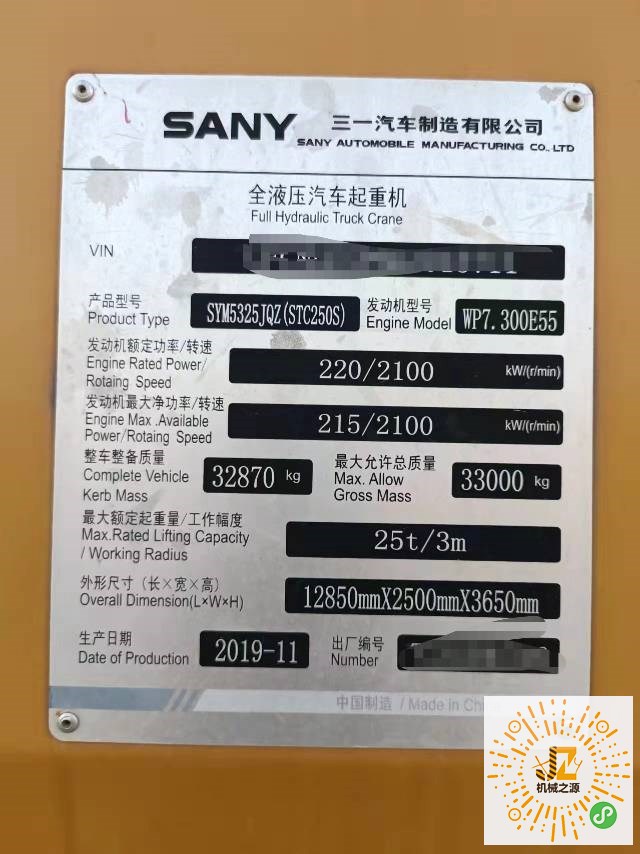 SANY 三一汽车制造有限公司
SANY AUTOMOBILE MANUFACTURING CO., LTD
全液压汽车起重机
Full Hydraulic Truck Crane
VIN
产品型号
Product Type
SYM5325JQZ(STC250S)
发动机型号
Engine Model
WP7.300E55
发动机额定功率/转速
Engine Rated Power/
Rotaing Speed
220/2100 kW/(r/min)
发动机最大净功率/转速
Engine Max .Available
Power/Rotaing Speed
215/2100 kW/(r/min)
整车整备质量
Complete Vehicle
Kerb Mass
32870 kg
最大允许总质量
Max. Allow
Gross Mass
33000 kg
最大额定起重量/工作幅度
Max.Rated Lifting Capacity
/ Working Radius
25t/3m
外形尺寸（长×宽×高）
Overall Dimension(L×W×H)
12850mmX2500mmX3650mm
生产日期
Date of Production
2019-11
出厂编号
Number
中国制造 / Made in
JZ
机械之源